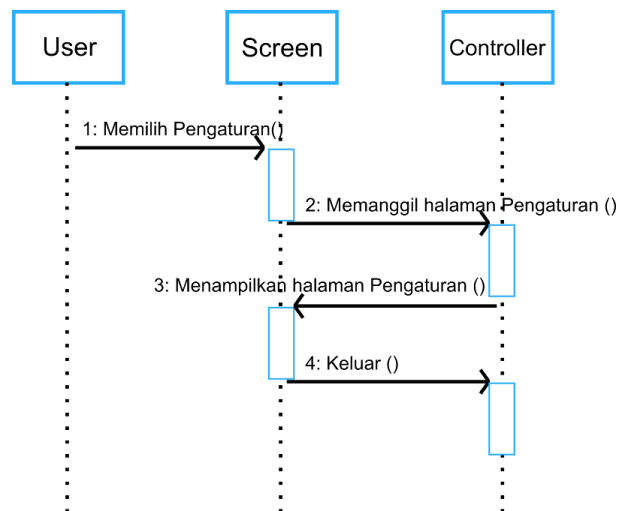 User
Screen
Controller
1: Memilih Pengaturan()
2: Memanggil halaman Pengaturan ()
3: Menampilkan halaman Pengaturan ()
4: Keluar ()